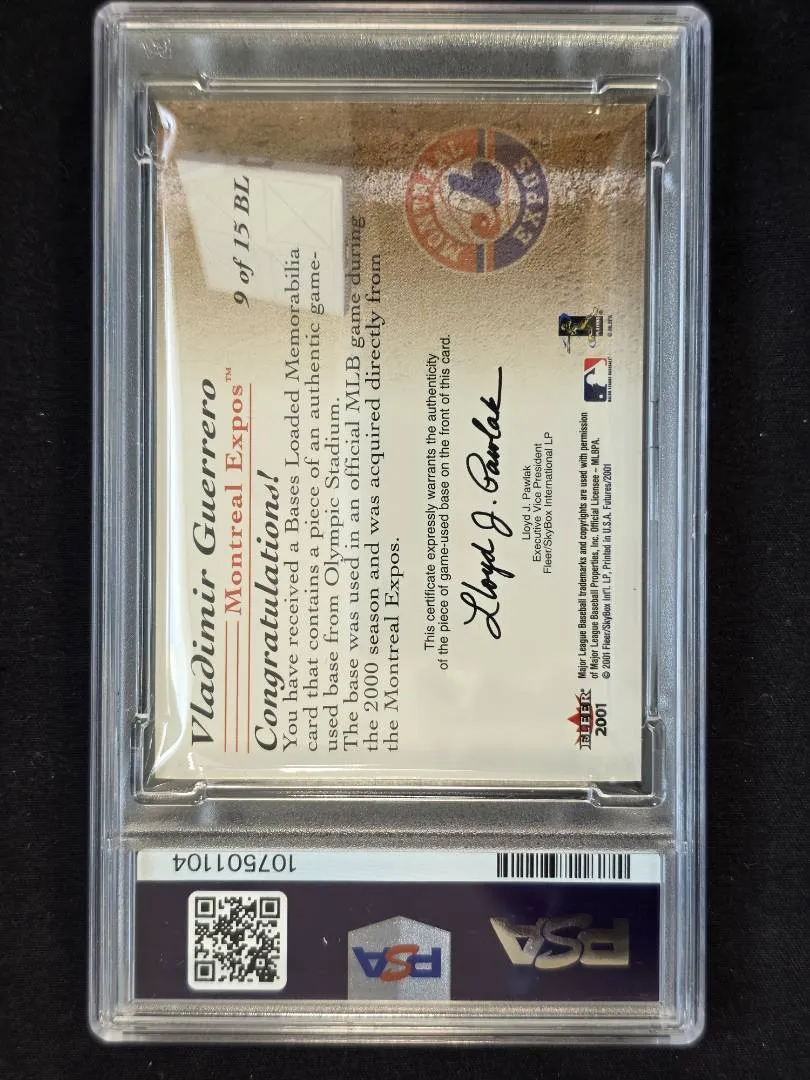 Vladimir Guerrero
Montreal Expos™
9 of 15 BL
Congratulations!
You have received a Bases Loaded Memorabilia
card that contains a piece of an authentic game-
used base from Olympic Stadium.
The base was used in an official MLB game during
the 2000 season and was acquired directly from
the Montreal Expos.
MONTREAL
EXPOS
This certificate expressly warrants the authenticity
of the piece of game-used base on the front of this card.
Lloyd J. Pawlak
Lloyd J. Pawlak
Executive Vice President
Fleer/SkyBox International LP
FLEER®
2001
Major League Baseball trademarks and copyrights are used with permission
of Major League Baseball Properties, Inc. Official Licensee – MLBPA.
© 2001 Fleer/SkyBox Int'l. LP, Printed in U.S.A. Futures/2001
107501104
PSA
PSA